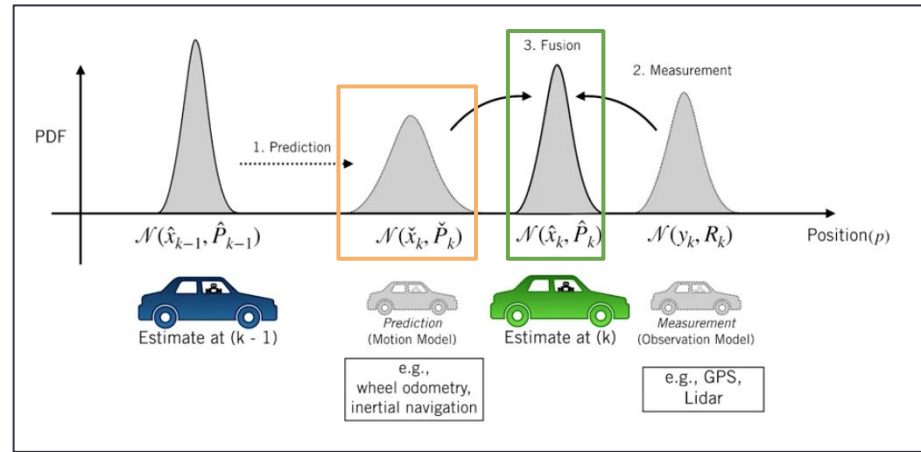 3. Fusion
2. Measurement
PDF
1. Prediction
𝒩(x̂ₖ₋₁, P̂ₖ₋₁)
𝒩(x̌ₖ, P̌ₖ)
𝒩(x̂ₖ, P̂ₖ)
𝒩(yₖ, Rₖ)
Position(p)
Estimate at (k - 1)
Prediction
(Motion Model)
Estimate at (k)
Measurement
(Observation Model)
e.g.,
wheel odometry,
inertial navigation
e.g., GPS,
Lidar